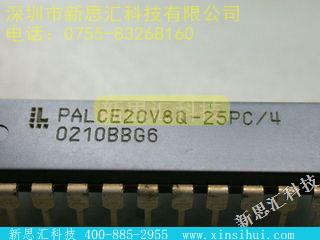 深圳市新思汇科技有限公司
电话：0755-83268160
PALCE20V8Q-25PC/4
0210BBG6
新思汇科技
新思汇科技 400-885-2955 www.xinsihui.com